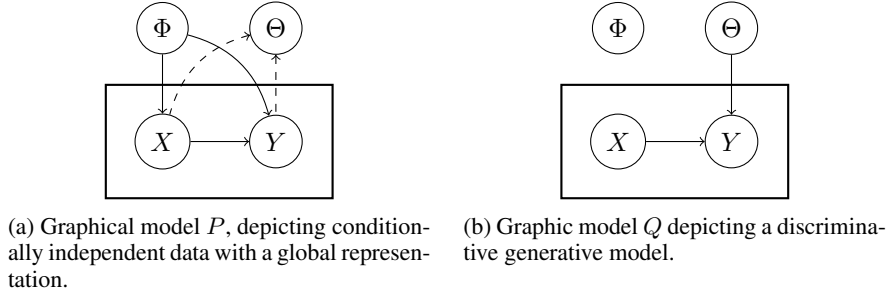 Φ
Θ
X
Y
(a) Graphical model P, depicting condition-
ally independent data with a global represen-
tation.
Φ
Θ
X
Y
(b) Graphic model Q depicting a discrimina-
tive generative model.